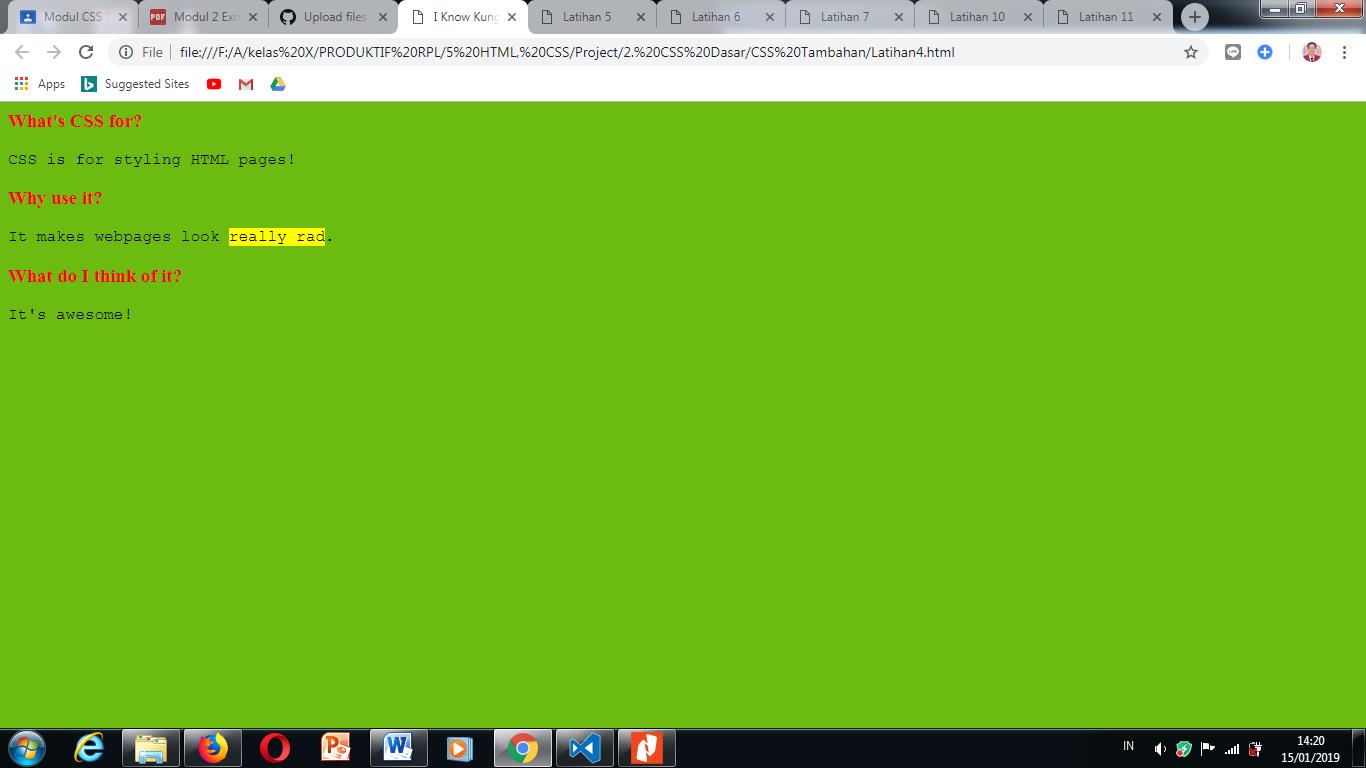 Modul CSS T
Modul 2 Exr
Upload files
I Know Kung
Latihan 5
Latihan 6
Latihan 7
Latihan 10
Latihan 11
File
file:///F:/A/kelas%20X/PRODUKTIF%20RPL/5%20HTML,%20CSS/Project/2.%20CSS%20Dasar/CSS%20Tambahan/Latihan4.html
Apps
Suggested Sites
What's CSS for?
CSS is for styling HTML pages!
Why use it?
It makes webpages look really rad.
What do I think of it?
It's awesome!
IN
14:20
15/01/2019